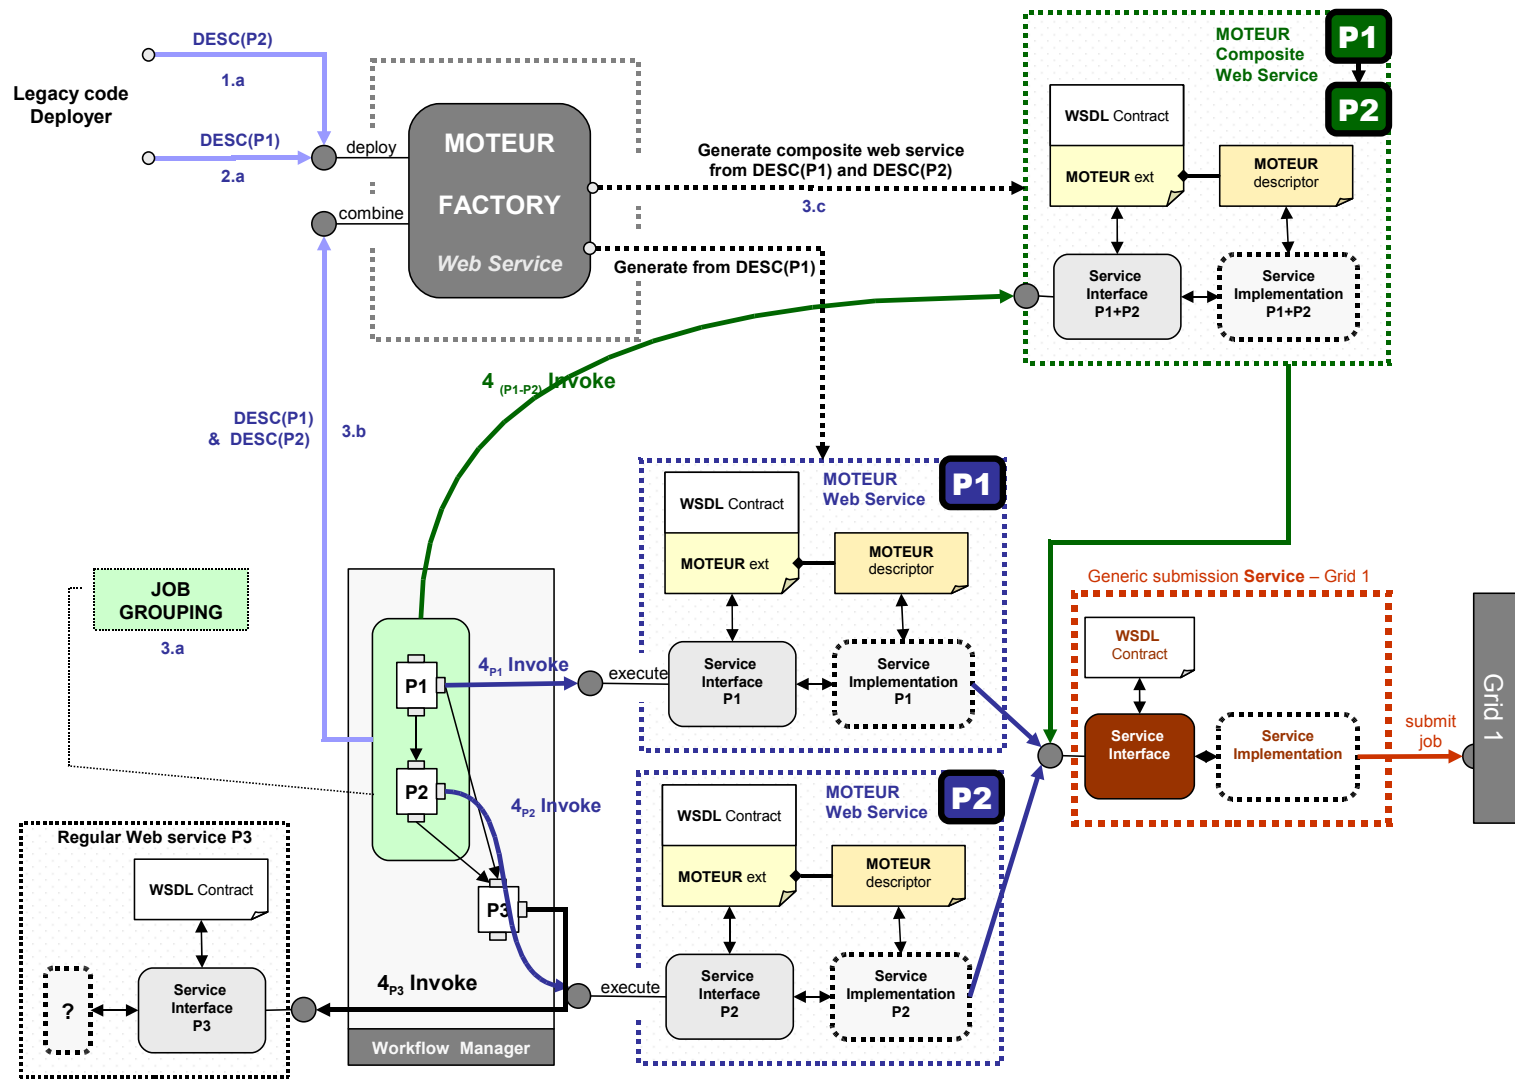 DESC(P2)
1.a
Legacy code
Deployer
DESC(P1)
2.a
deploy
combine
MOTEUR
FACTORY
Web Service
Generate composite web service
from DESC(P1) and DESC(P2)
3.c
Generate from DESC(P1)
MOTEUR
Composite
Web Service
P1
P2
WSDL Contract
MOTEUR ext
MOTEUR
descriptor
Service
Interface
P1+P2
Service
Implementation
P1+P2
4 (P1-P2) Invoke
DESC(P1)
& DESC(P2)
3.b
JOB
GROUPING
3.a
P1
P2
P3
4P1 Invoke
4P2 Invoke
4P3 Invoke
Workflow Manager
MOTEUR
Web Service
P1
WSDL Contract
MOTEUR ext
MOTEUR
descriptor
execute
Service
Interface
P1
Service
Implementation
P1
MOTEUR
Web Service
P2
WSDL Contract
MOTEUR ext
MOTEUR
descriptor
execute
Service
Interface
P2
Service
Implementation
P2
Generic submission Service – Grid 1
WSDL
Contract
Service
Interface
Service
Implementation
submit
job
Grid 1
Regular Web service P3
WSDL Contract
?
Service
Interface
P3